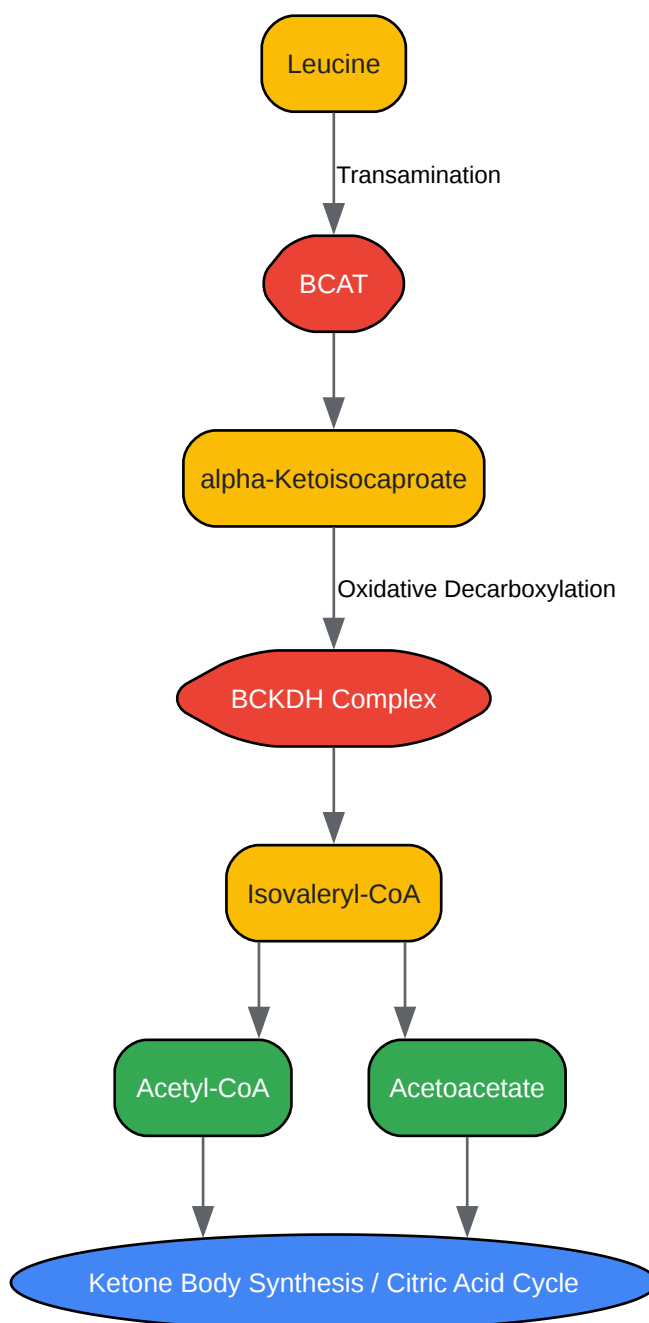 Leucine
Transamination
BCAT
alpha-Ketoisocaproate
Oxidative Decarboxylation
BCKDH Complex
Isovaleryl-CoA
Acetyl-CoA
Acetoacetate
Ketone Body Synthesis / Citric Acid Cycle